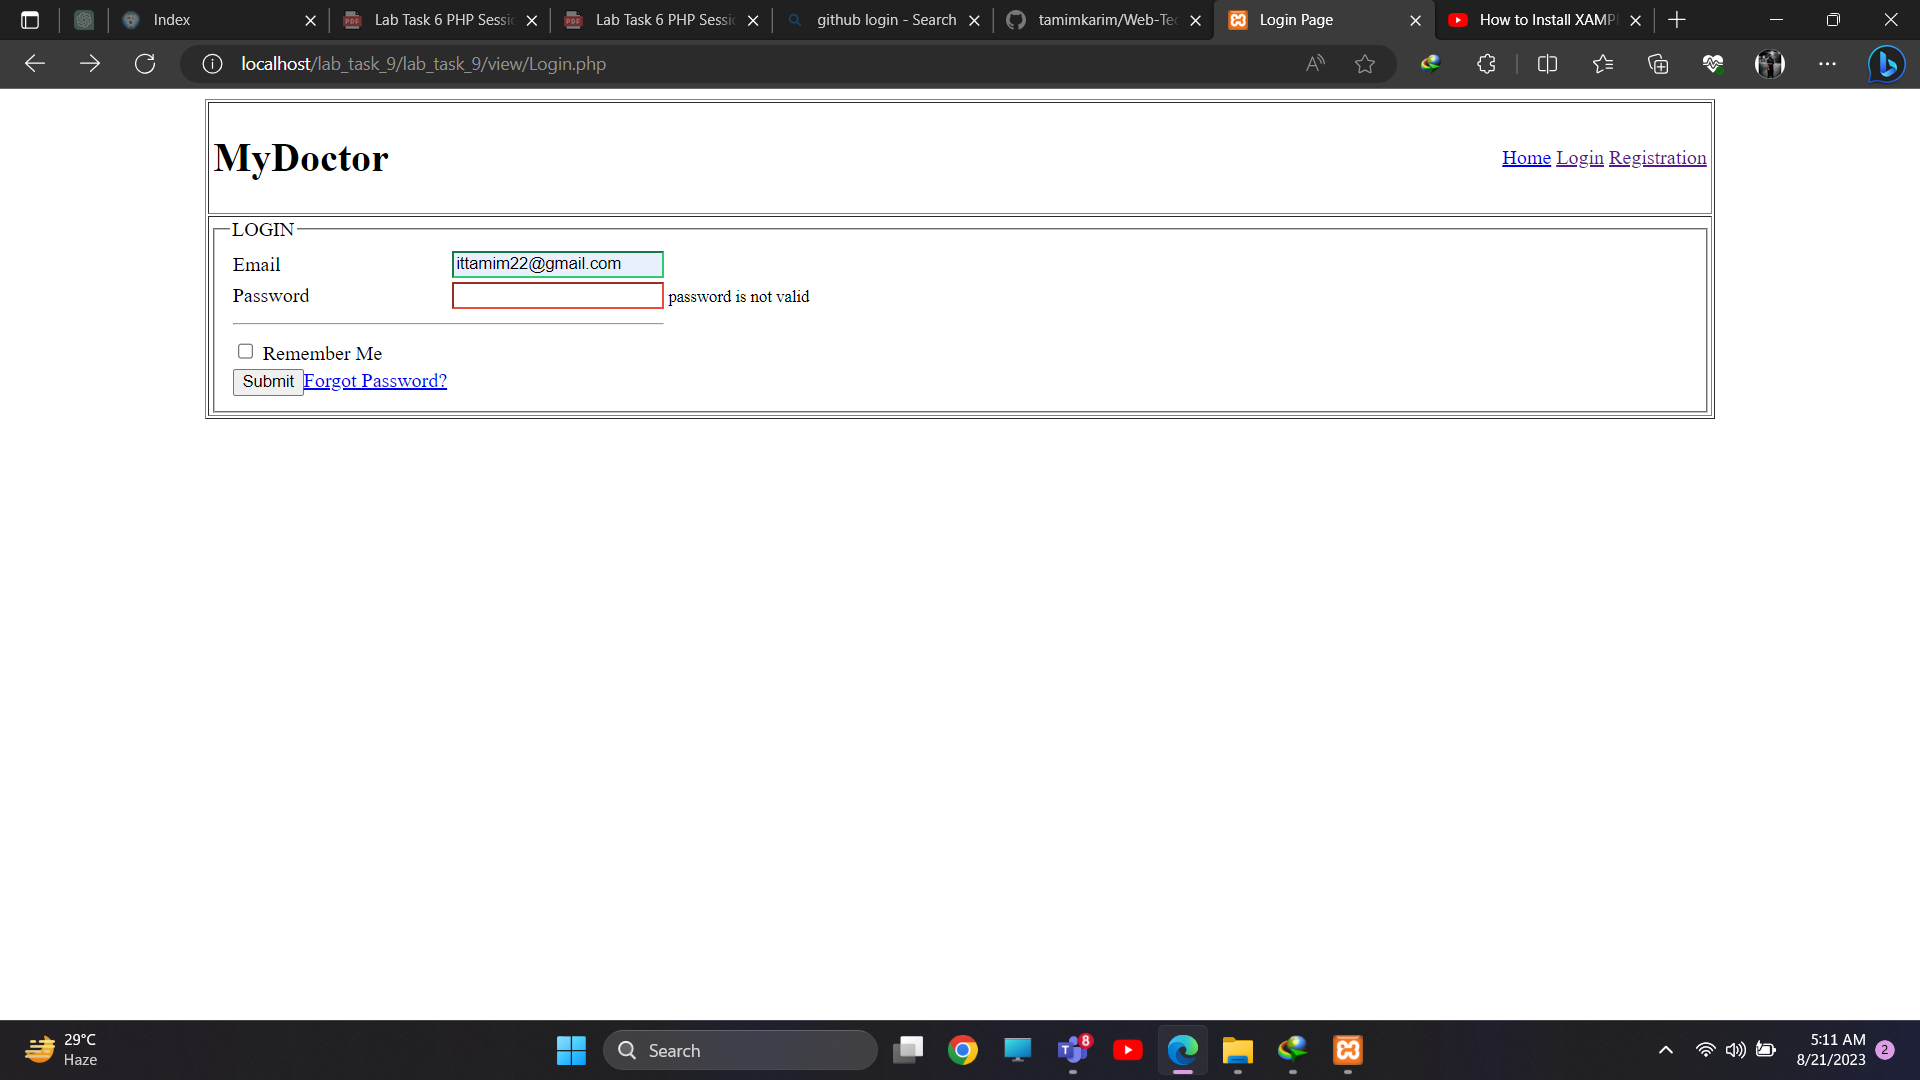 Index
Lab Task 6 PHP Sessi
Lab Task 6 PHP Sessi
github login - Search
tamimkarim/Web-Tec
Login Page
How to Install XAMP
localhost/lab_task_9/lab_task_9/view/Login.php
MyDoctor
Home Login Registration
LOGIN
Email ittamim22@gmail.com
Password password is not valid
Remember Me
Submit Forgot Password?
29°C
Haze
Search
8
5:11 AM
8/21/2023
2